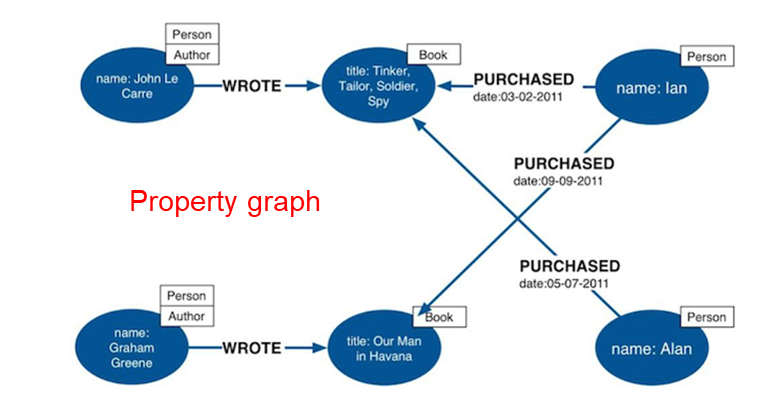 Person
Author
name: John Le
Carre
WROTE
Book
title: Tinker,
Tailor, Soldier,
Spy
PURCHASED
date:03-02-2011
Person
name: Ian
PURCHASED
date:09-09-2011
Property graph
PURCHASED
date:05-07-2011
Person
Author
name:
Graham
Greene
WROTE
Book
title: Our Man
in Havana
Person
name: Alan